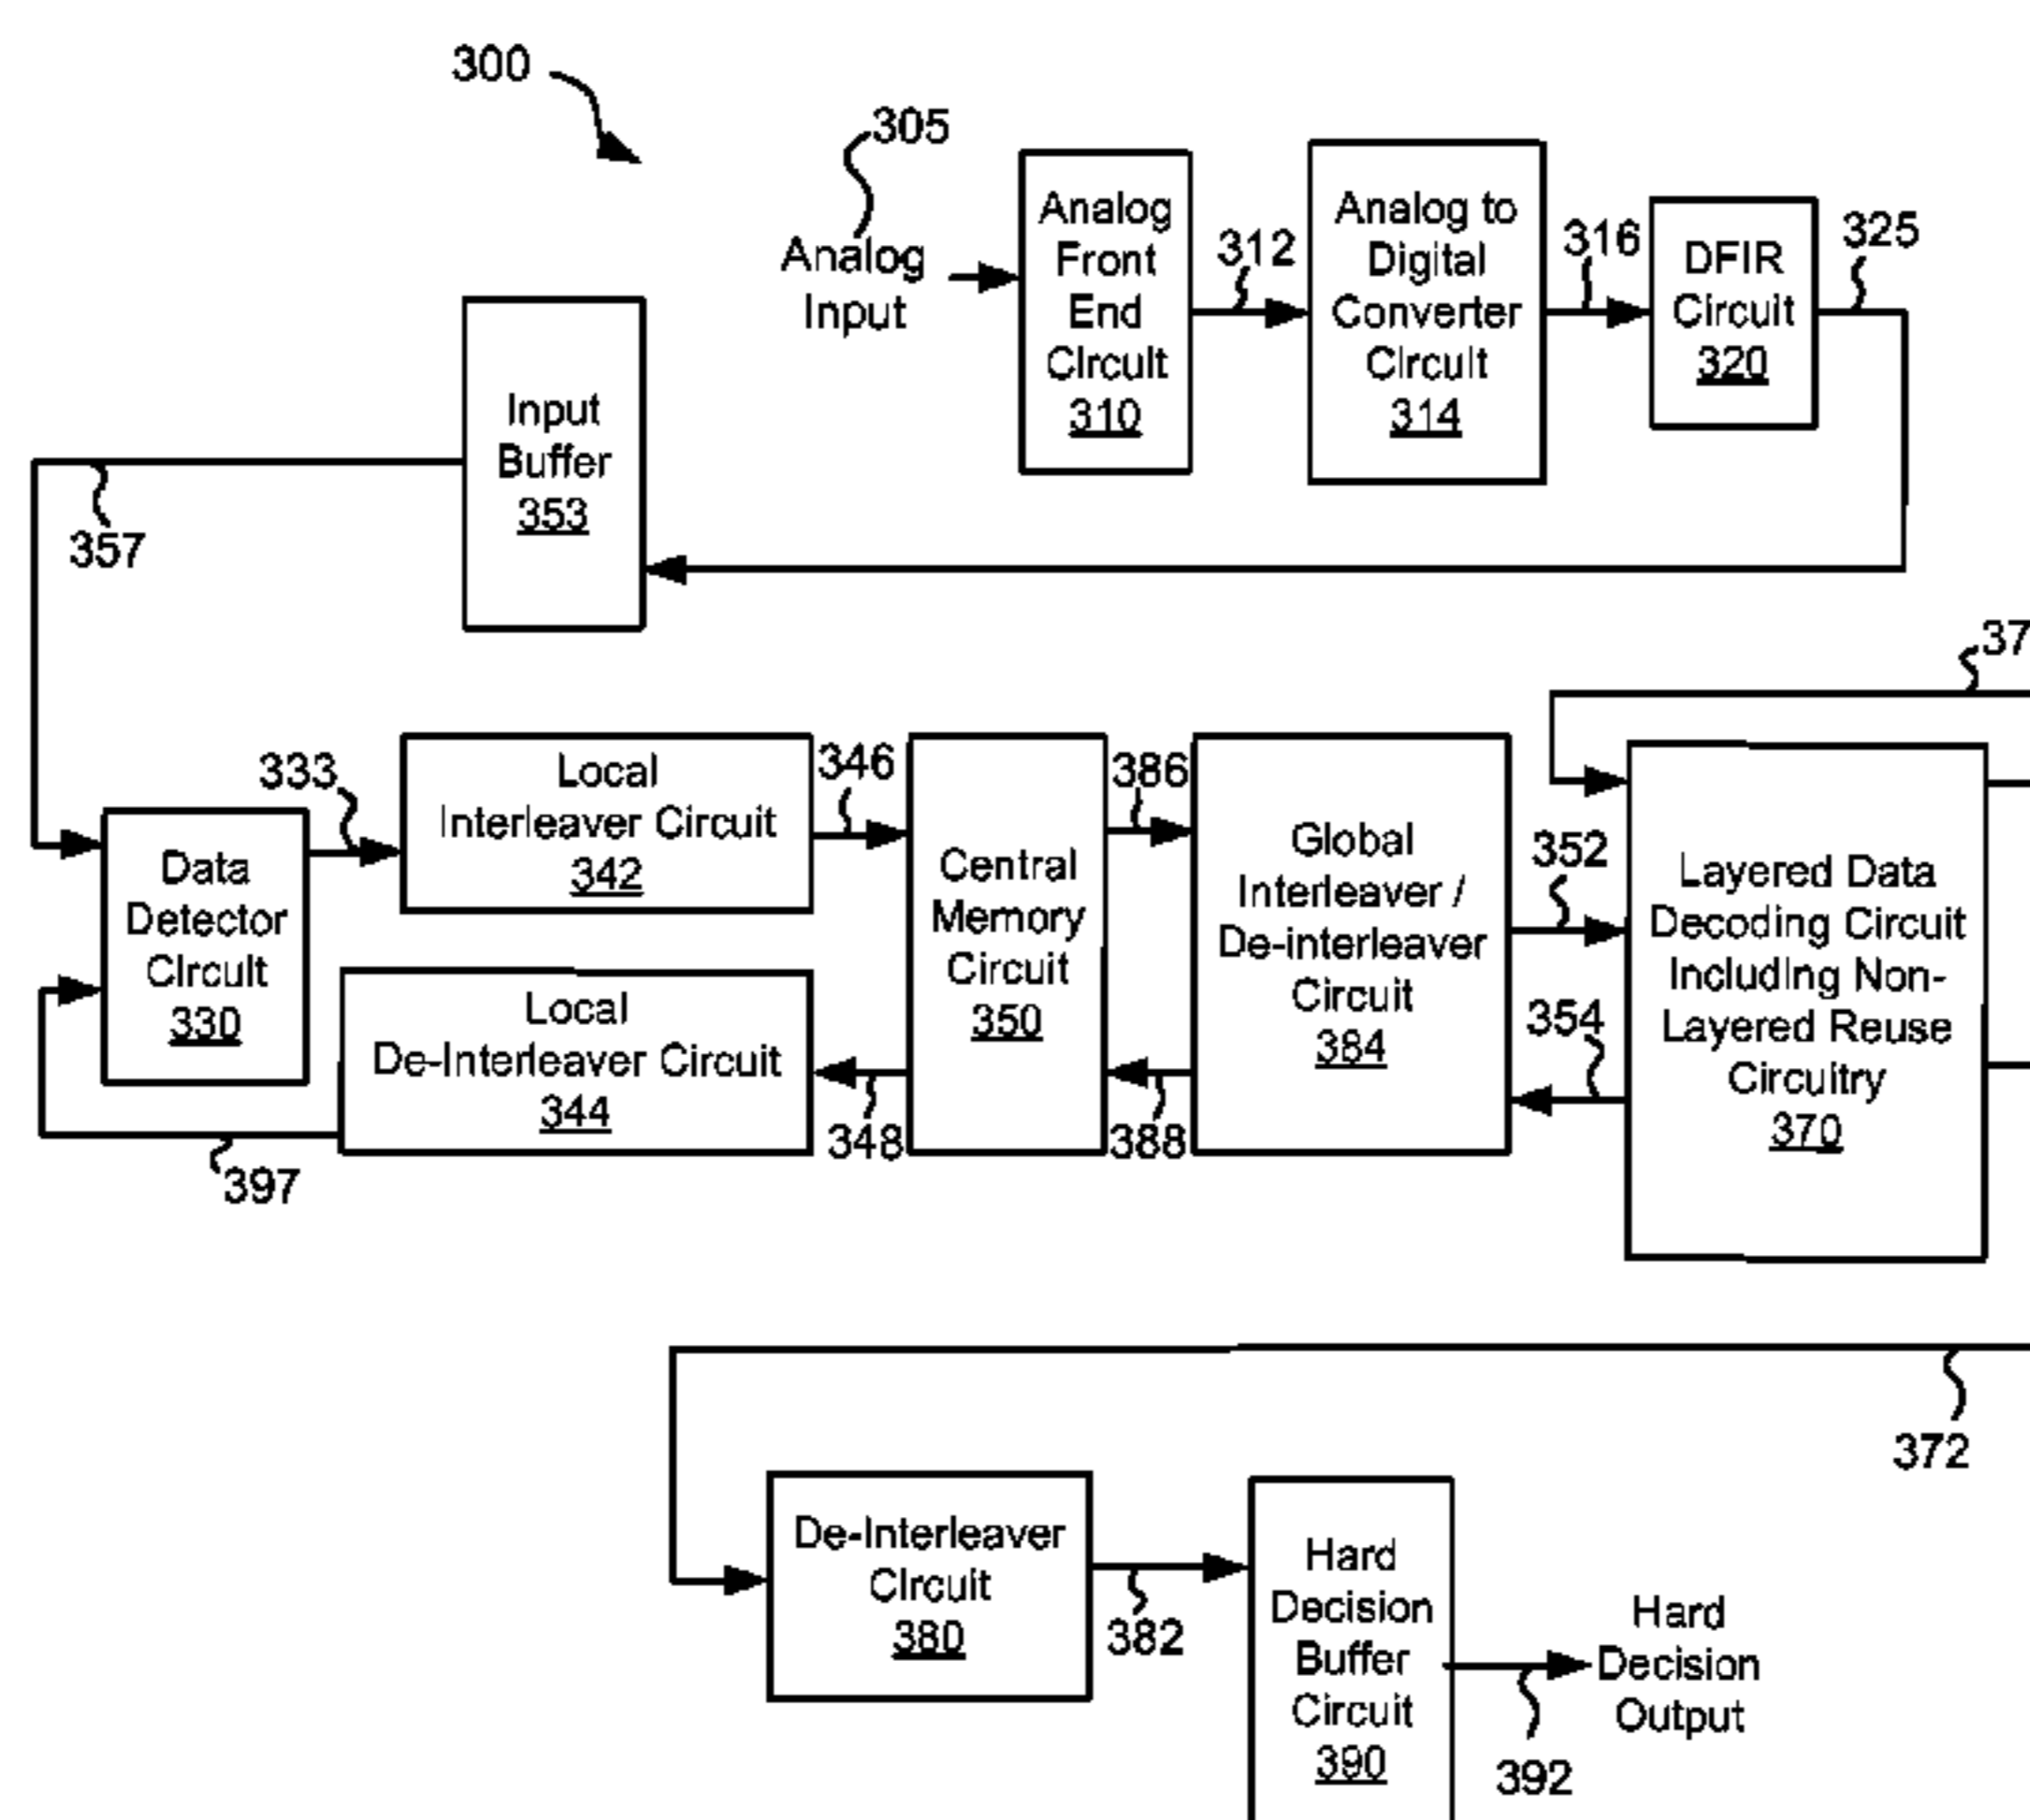 300
305
Analog
Input
Analog
Front
End
Circuit
310
312
Analog to
Digital
Converter
Circuit
314
316
DFIR
Circuit
320
325
Input
Buffer
353
357
37
333
Local
Interleaver Circuit
342
346
386
Data
Detector
Circuit
330
Local
De-Interleaver Circuit
344
397
348
Central
Memory
Circuit
350
388
Global
Interleaver /
De-interleaver
Circuit
384
352
354
Layered Data
Decoding Circuit
Including Non-
Layered Reuse
Circuitry
370
372
De-Interleaver
Circuit
380
382
Hard
Decision
Buffer
Circuit
390
392
Hard
Decision
Output